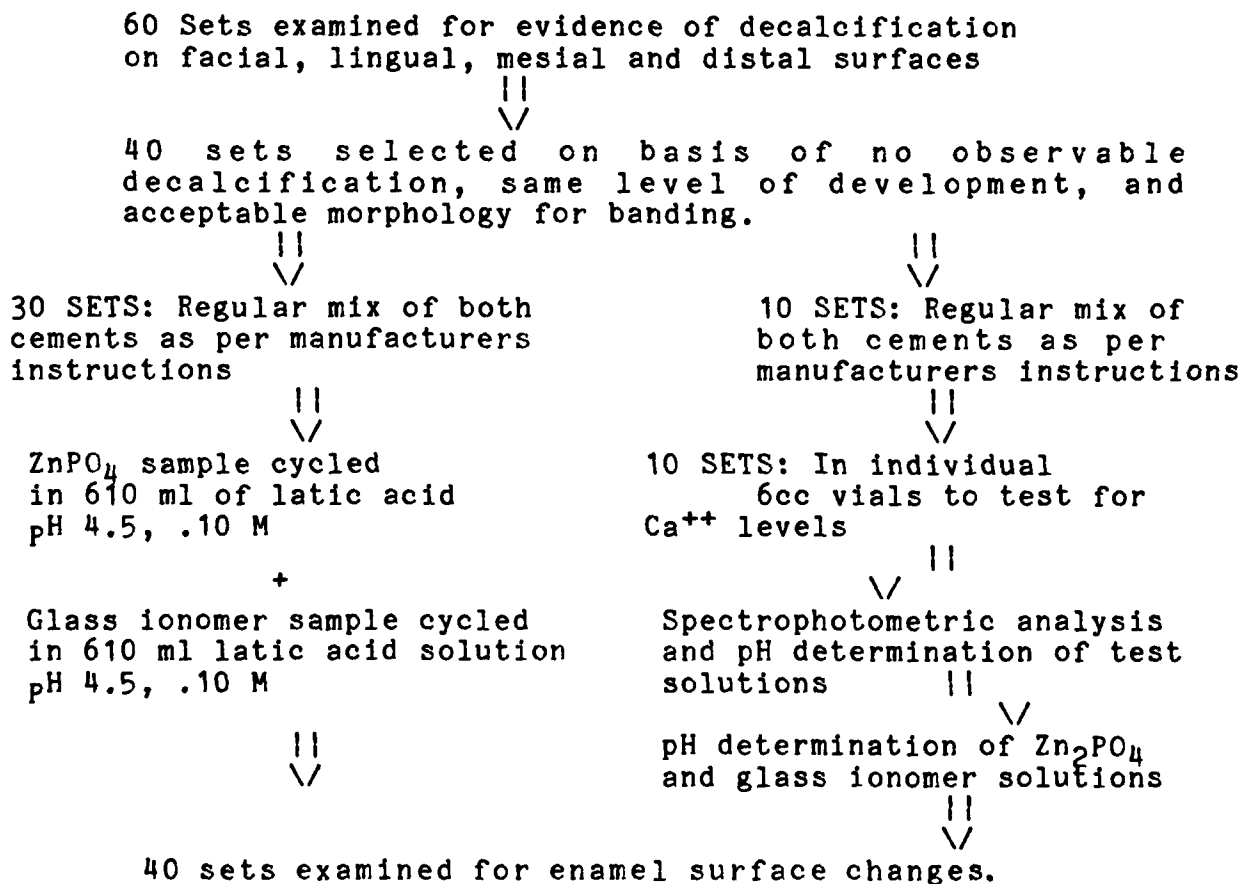 60 Sets examined for evidence of decalcification
on facial, lingual, mesial and distal surfaces
40 sets selected on basis of no observable
decalcification, same level of development, and
acceptable morphology for banding.
30 SETS: Regular mix of both
cements as per manufacturers
instructions
ZnPO₄ sample cycled
in 610 ml of latic acid
pH 4.5, .10 M
+
Glass ionomer sample cycled
in 610 ml latic acid solution
pH 4.5, .10 M
10 SETS: Regular mix of
both cements as per
manufacturers instructions
10 SETS: In individual
6cc vials to test for
Ca⁺⁺ levels
Spectrophotometric analysis
and pH determination of test
solutions
pH determination of Zn₂PO₄
and glass ionomer solutions
40 sets examined for enamel surface changes.